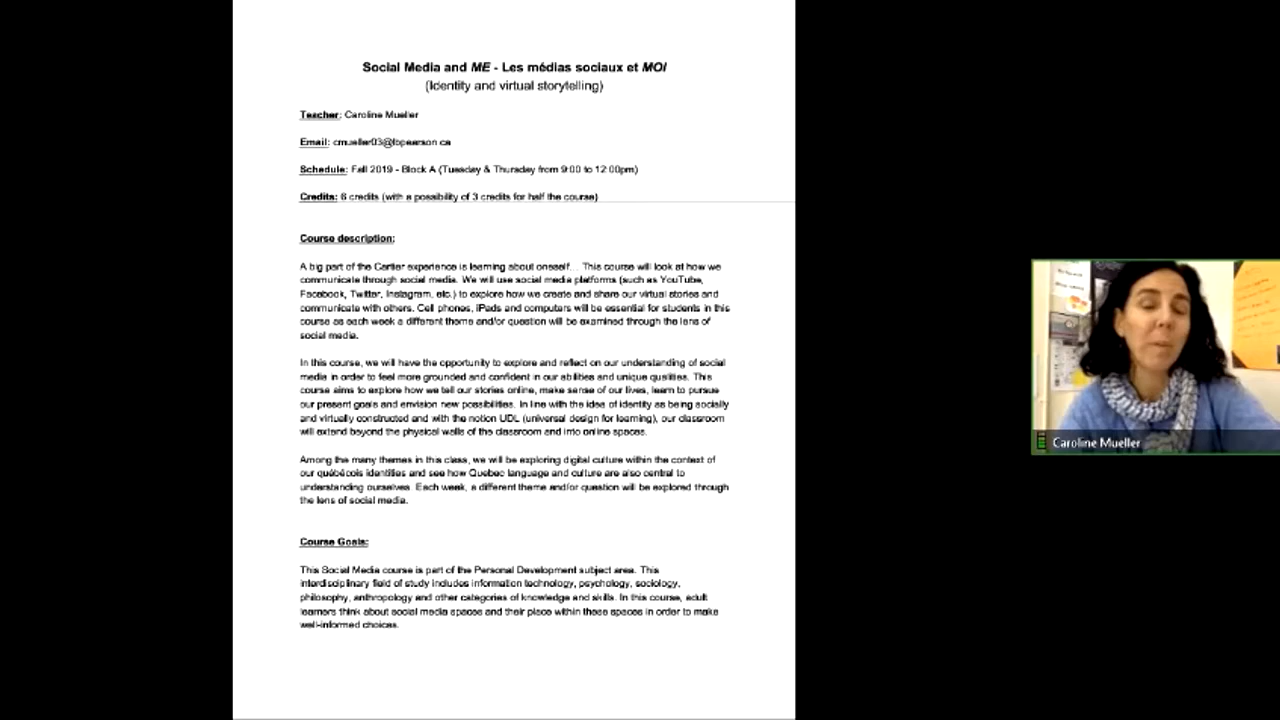 Social Media and ME - Les médias sociaux et MOI
(Identity and virtual storytelling)
Teacher: Caroline Mueller
Email: cmueller03@lbpearson.ca
Schedule: Fall 2019 - Block A (Tuesday & Thursday from 9:00 to 12:00pm)
Credits: 6 credits (with a possibility of 3 credits for half the course)
Course description:
A big part of the Cartier experience is learning about oneself... This course will look at how we
communicate through social media. We will use social media platforms (such as YouTube,
Facebook, Twitter, Instagram, etc.) to explore how we create and share our virtual stories and
communicate with others. Cell phones, iPads and computers will be essential for students in this
course as each week a different theme and/or question will be examined through the lens of
social media.
In this course, we will have the opportunity to explore and reflect on our understanding of social
media in order to feel more grounded and confident in our abilities and unique qualities. This
course aims to explore how we tell our stories online, make sense of our lives, learn to pursue
our present goals and envision new possibilities. In line with the idea of identity as being socially
and virtually constructed and with the notion UDL (universal design for learning), our classroom
will extend beyond the physical walls of the classroom and into online spaces.
Among the many themes in this class, we will be exploring digital culture within the context of
our québécois identities and see how Quebec language and culture are also central to
understanding ourselves. Each week, a different theme and/or question will be explored through
the lens of social media.
Course Goals:
This Social Media course is part of the Personal Development subject area. This
interdisciplinary field of study includes information technology, psychology, sociology,
philosophy, anthropology and other categories of knowledge and skills. In this course, adult
learners think about social media spaces and their place within these spaces in order to make
well-informed choices.
Caroline Mueller